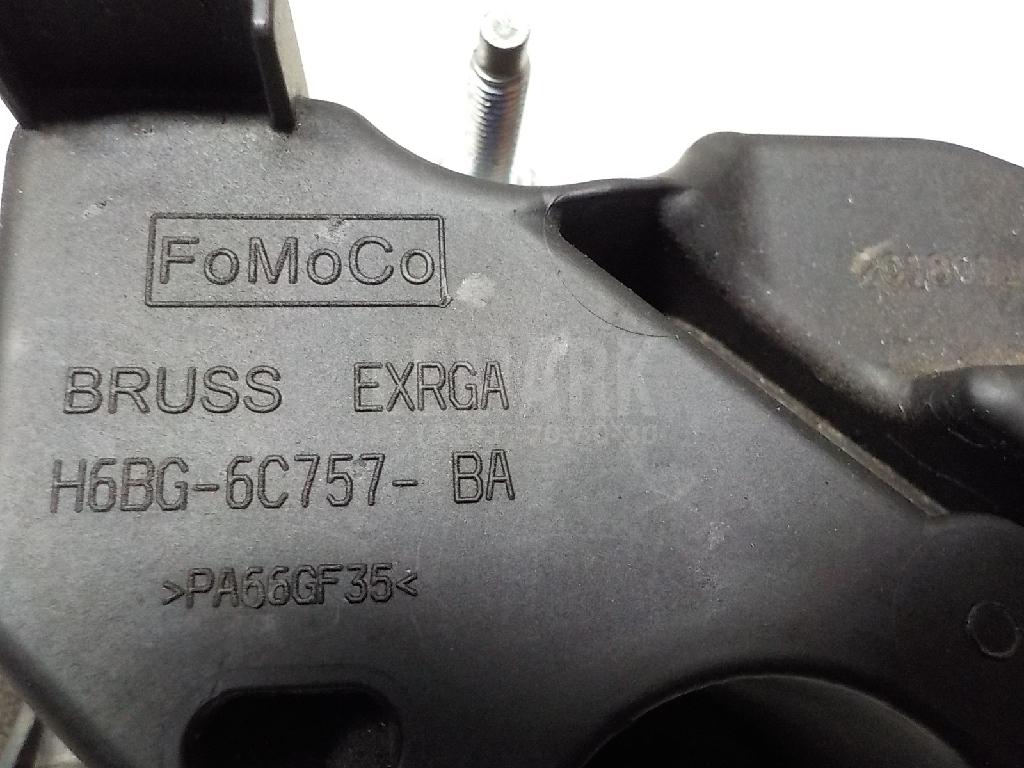 FoMoCo
BRUSS EXRGA
H6BG-6C757- BA
>PA66GF35<